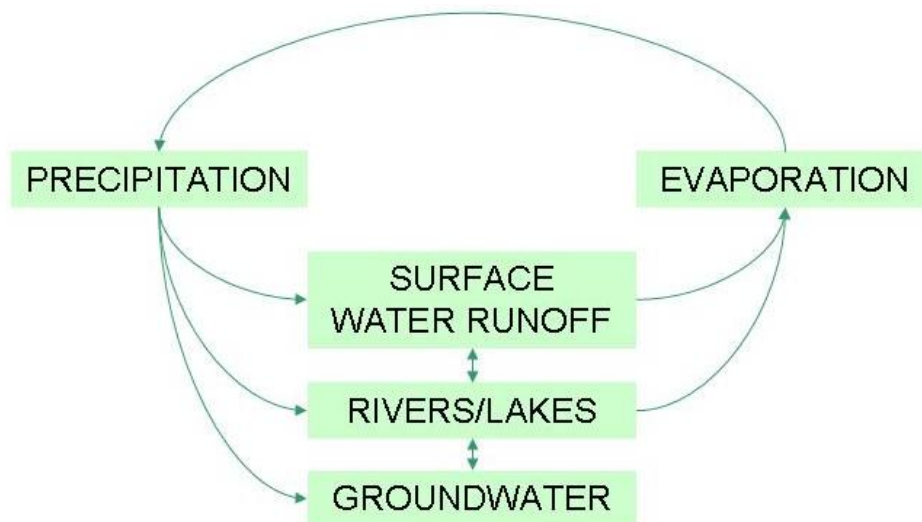 PRECIPITATION
EVAPORATION
SURFACE
WATER RUNOFF
RIVERS/LAKES
GROUNDWATER